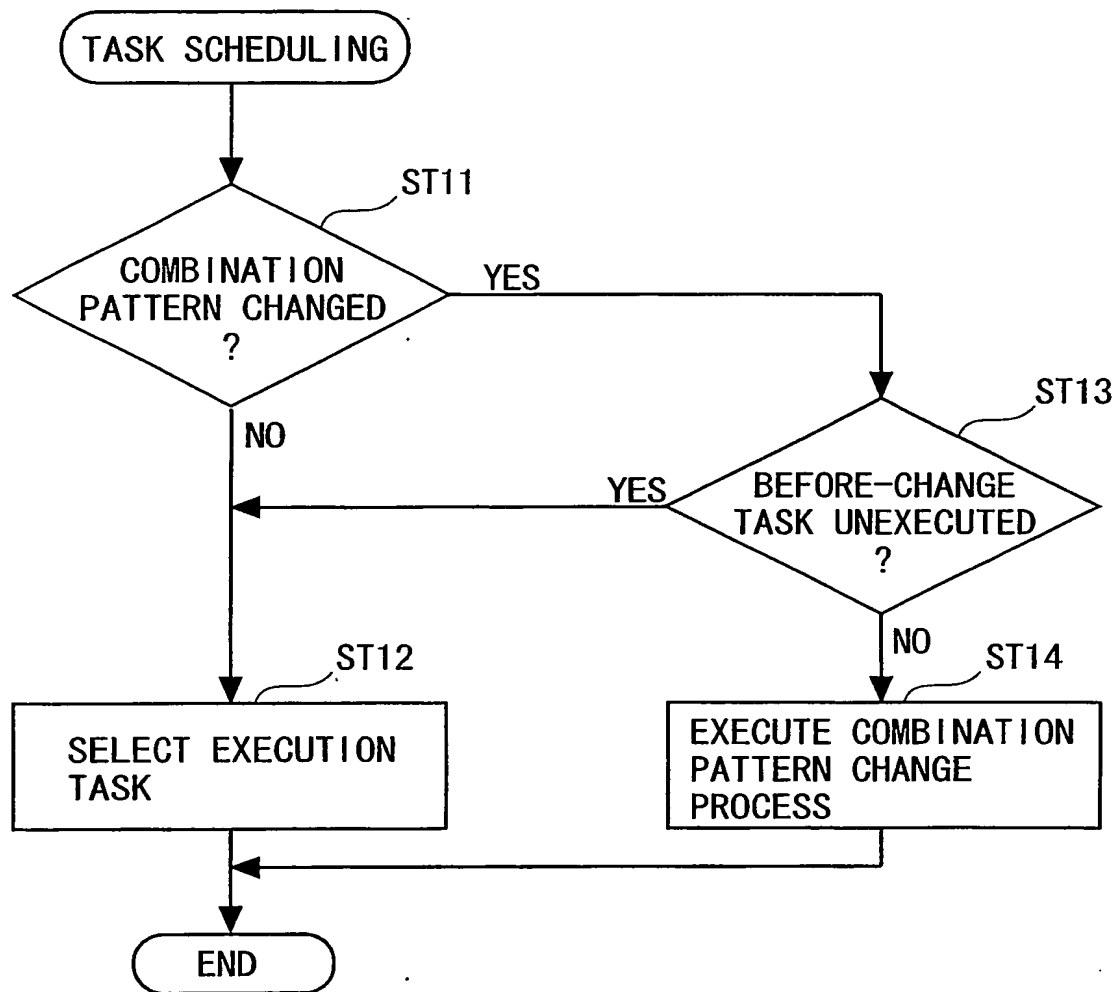 TASK SCHEDULING
ST11
COMBINATION
PATTERN CHANGED
?
YES
NO
ST13
BEFORE-CHANGE
TASK UNEXECUTED
?
YES
NO
ST12
SELECT EXECUTION
TASK
ST14
EXECUTE COMBINATION
PATTERN CHANGE
PROCESS
END